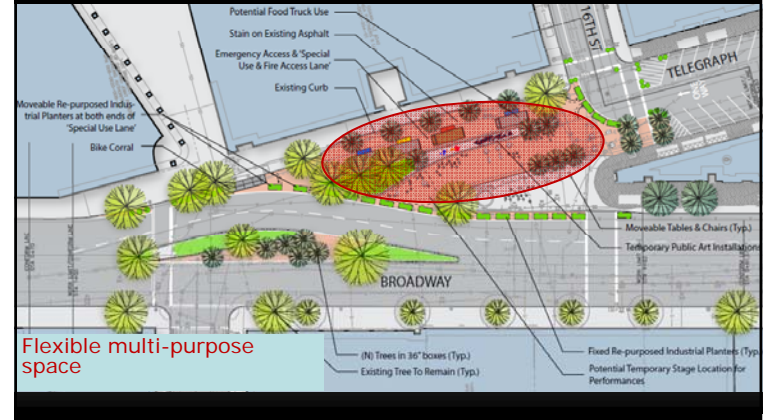 Potential Food Truck Use
Stain on Existing Asphalt
Emergency Access & 'Special
Use & Fire Access Lane'
Existing Curb
Moveable Re-purposed Indus-
trial Planters at both ends of
'Special Use Lane'
Bike Corral
16TH ST
TELEGRAPH
Moveable Tables & Chairs (Typ.)
Temporary Public Art Installations
BROADWAY
Flexible multi-purpose
space
(N) Trees in 36" boxes (Typ.)
Existing Tree To Remain (Typ.)
Fixed Re-purposed Industrial Planters (Typ.
Potential Temporary Stage Location for
Performances